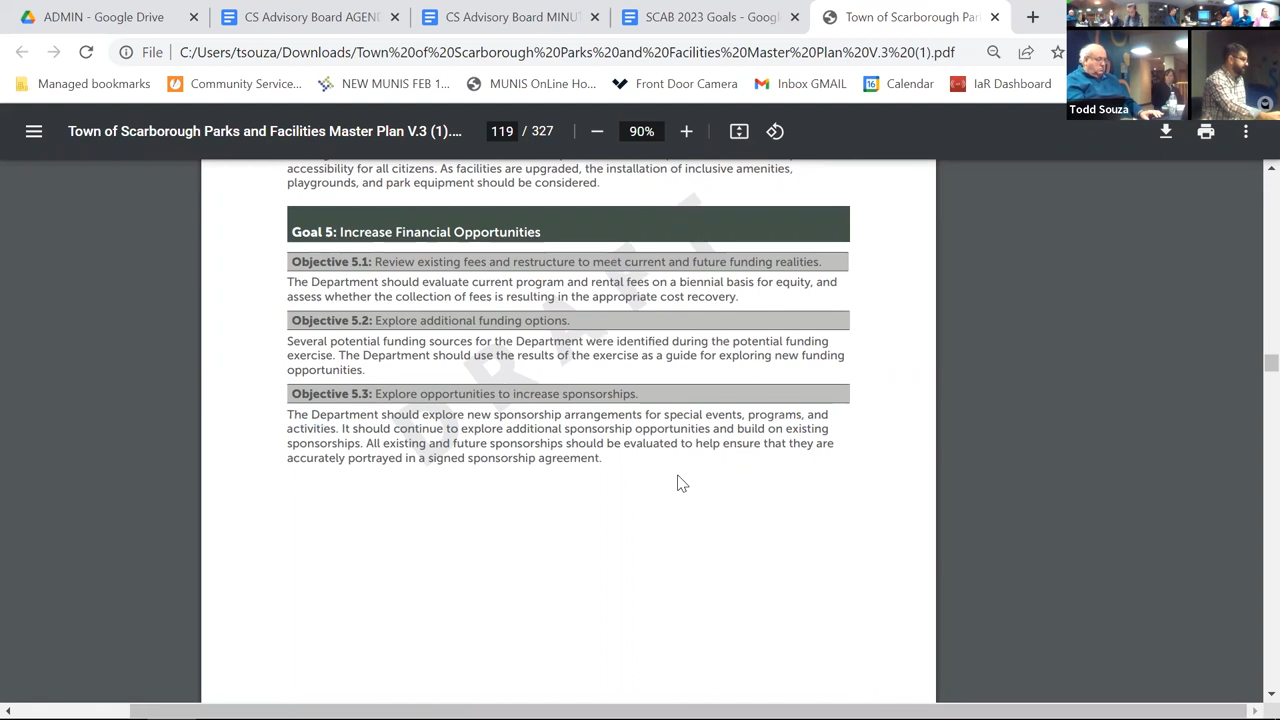 ADMIN - Google Drive
CS Advisory Board AGEN
CS Advisory Board MINUT
SCAB 2023 Goals - Googl
Town of Scarborough Par
File C:/Users/tsouza/Downloads/Town%20of%20Scarborough%20Parks%20and%20Facilities%20Master%20Plan%20V.3%20(1).pdf
Managed bookmarks
Community Service...
NEW MUNIS FEB 1...
MUNIS OnLine Ho...
Front Door Camera
Inbox GMAIL
16 Calendar
IaR Dashboard
Todd Souza
Town of Scarborough Parks and Facilities Master Plan V.3 (1)....
119 / 327
90%
accessibility for all citizens. As facilities are upgraded, the installation of inclusive amenities,
playgrounds, and park equipment should be considered.
Goal 5: Increase Financial Opportunities
Objective 5.1: Review existing fees and restructure to meet current and future funding realities.
The Department should evaluate current program and rental fees on a biennial basis for equity, and
assess whether the collection of fees is resulting in the appropriate cost recovery.
Objective 5.2: Explore additional funding options.
Several potential funding sources for the Department were identified during the potential funding
exercise. The Department should use the results of the exercise as a guide for exploring new funding
opportunities.
Objective 5.3: Explore opportunities to increase sponsorships.
The Department should explore new sponsorship arrangements for special events, programs, and
activities. It should continue to explore additional sponsorship opportunities and build on existing
sponsorships. All existing and future sponsorships should be evaluated to help ensure that they are
accurately portrayed in a signed sponsorship agreement.
DRAFT